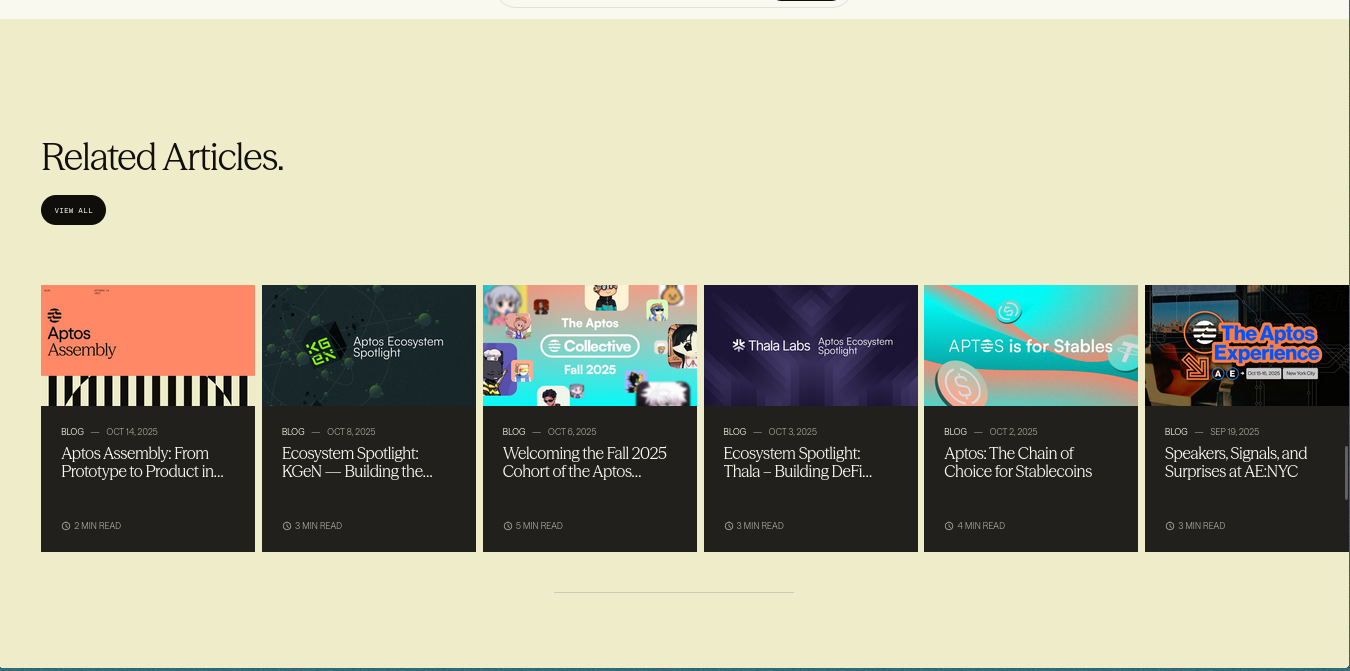 Related Articles.
VIEW ALL
Aptos
Assembly
BLOG — OCT 14, 2025
Aptos Assembly: From
Prototype to Product in...
2 MIN READ
KGeN
Aptos Ecosystem
Spotlight
BLOG — OCT 8, 2025
Ecosystem Spotlight:
KGeN — Building the...
3 MIN READ
The Aptos
Collective
Fall 2025
BLOG — OCT 6, 2025
Welcoming the Fall 2025
Cohort of the Aptos...
5 MIN READ
Thala Labs
Aptos Ecosystem
Spotlight
BLOG — OCT 3, 2025
Ecosystem Spotlight:
Thala – Building DeFi...
3 MIN READ
APTOS is for Stables
BLOG — OCT 2, 2025
Aptos: The Chain of
Choice for Stablecoins
4 MIN READ
The Aptos
Experience
A E Oct 15-16, 2025 New York City
BLOG — SEP 19, 2025
Speakers, Signals, and
Surprises at AE:NYC
3 MIN READ